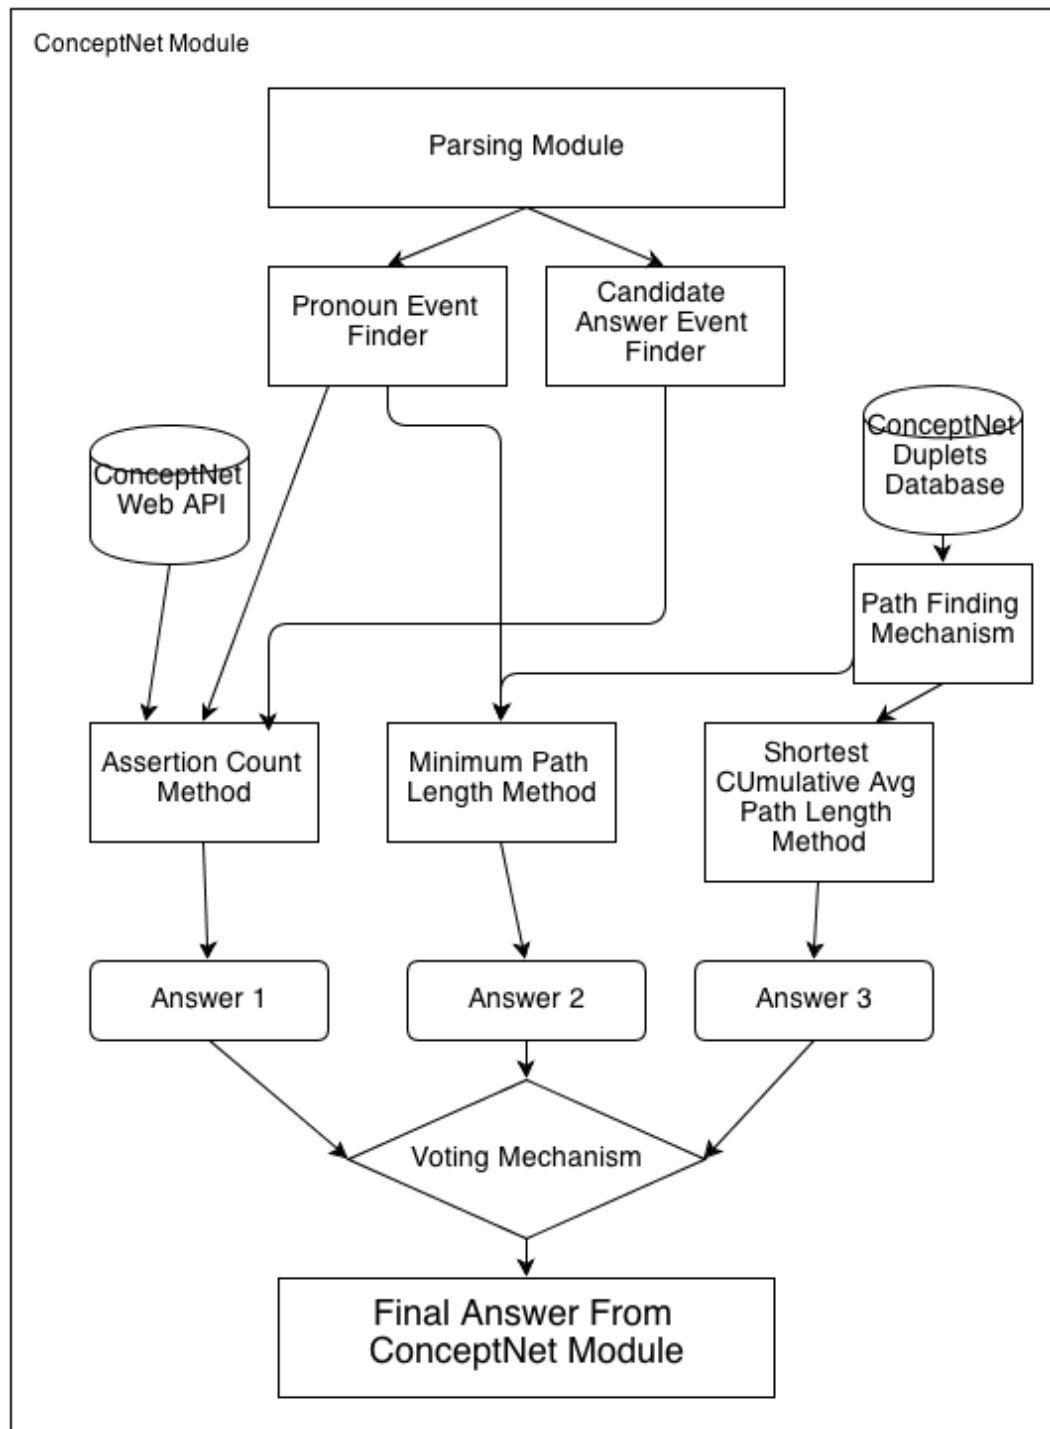 ConceptNet Module
Parsing Module
Pronoun Event
Finder
Candidate
Answer Event
Finder
ConceptNet
Web API
ConceptNet
Duplets
Database
Path Finding
Mechanism
Assertion Count
Method
Minimum Path
Length Method
Shortest
CUmulative Avg
Path Length
Method
Answer 1
Answer 2
Answer 3
Voting Mechanism
Final Answer From
ConceptNet Module